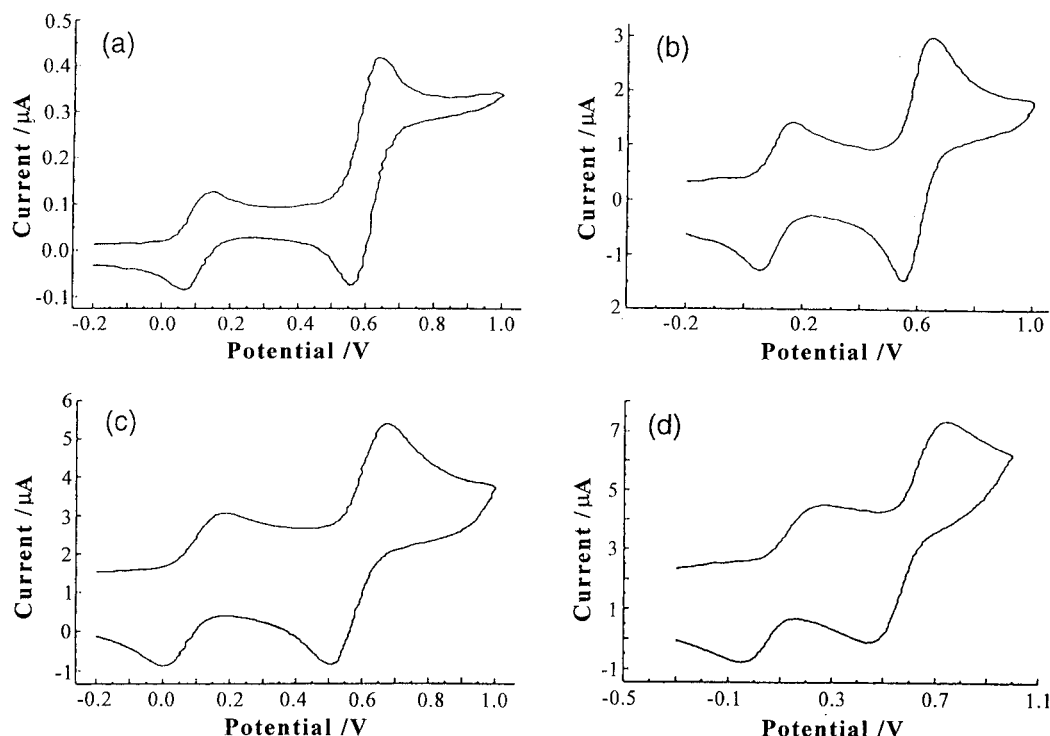 (a)
Current /µA
0.5
0.4
0.3
0.2
0.1
0.0
-0.1
-0.2 0.0 0.2 0.4 0.6 0.8 1.0
Potential /V
(b)
Current /µA
3
2
1
0
-1
2
-0.2 0.2 0.6 1.0
Potential /V
(c)
Current /µA
6
5
4
3
2
1
0
-1
-0.2 0.0 0.2 0.4 0.6 0.8 1.0
Potential /V
(d)
Current /µA
7
5
3
1
-1
-0.5 -0.1 0.3 0.7 1.1
Potential /V